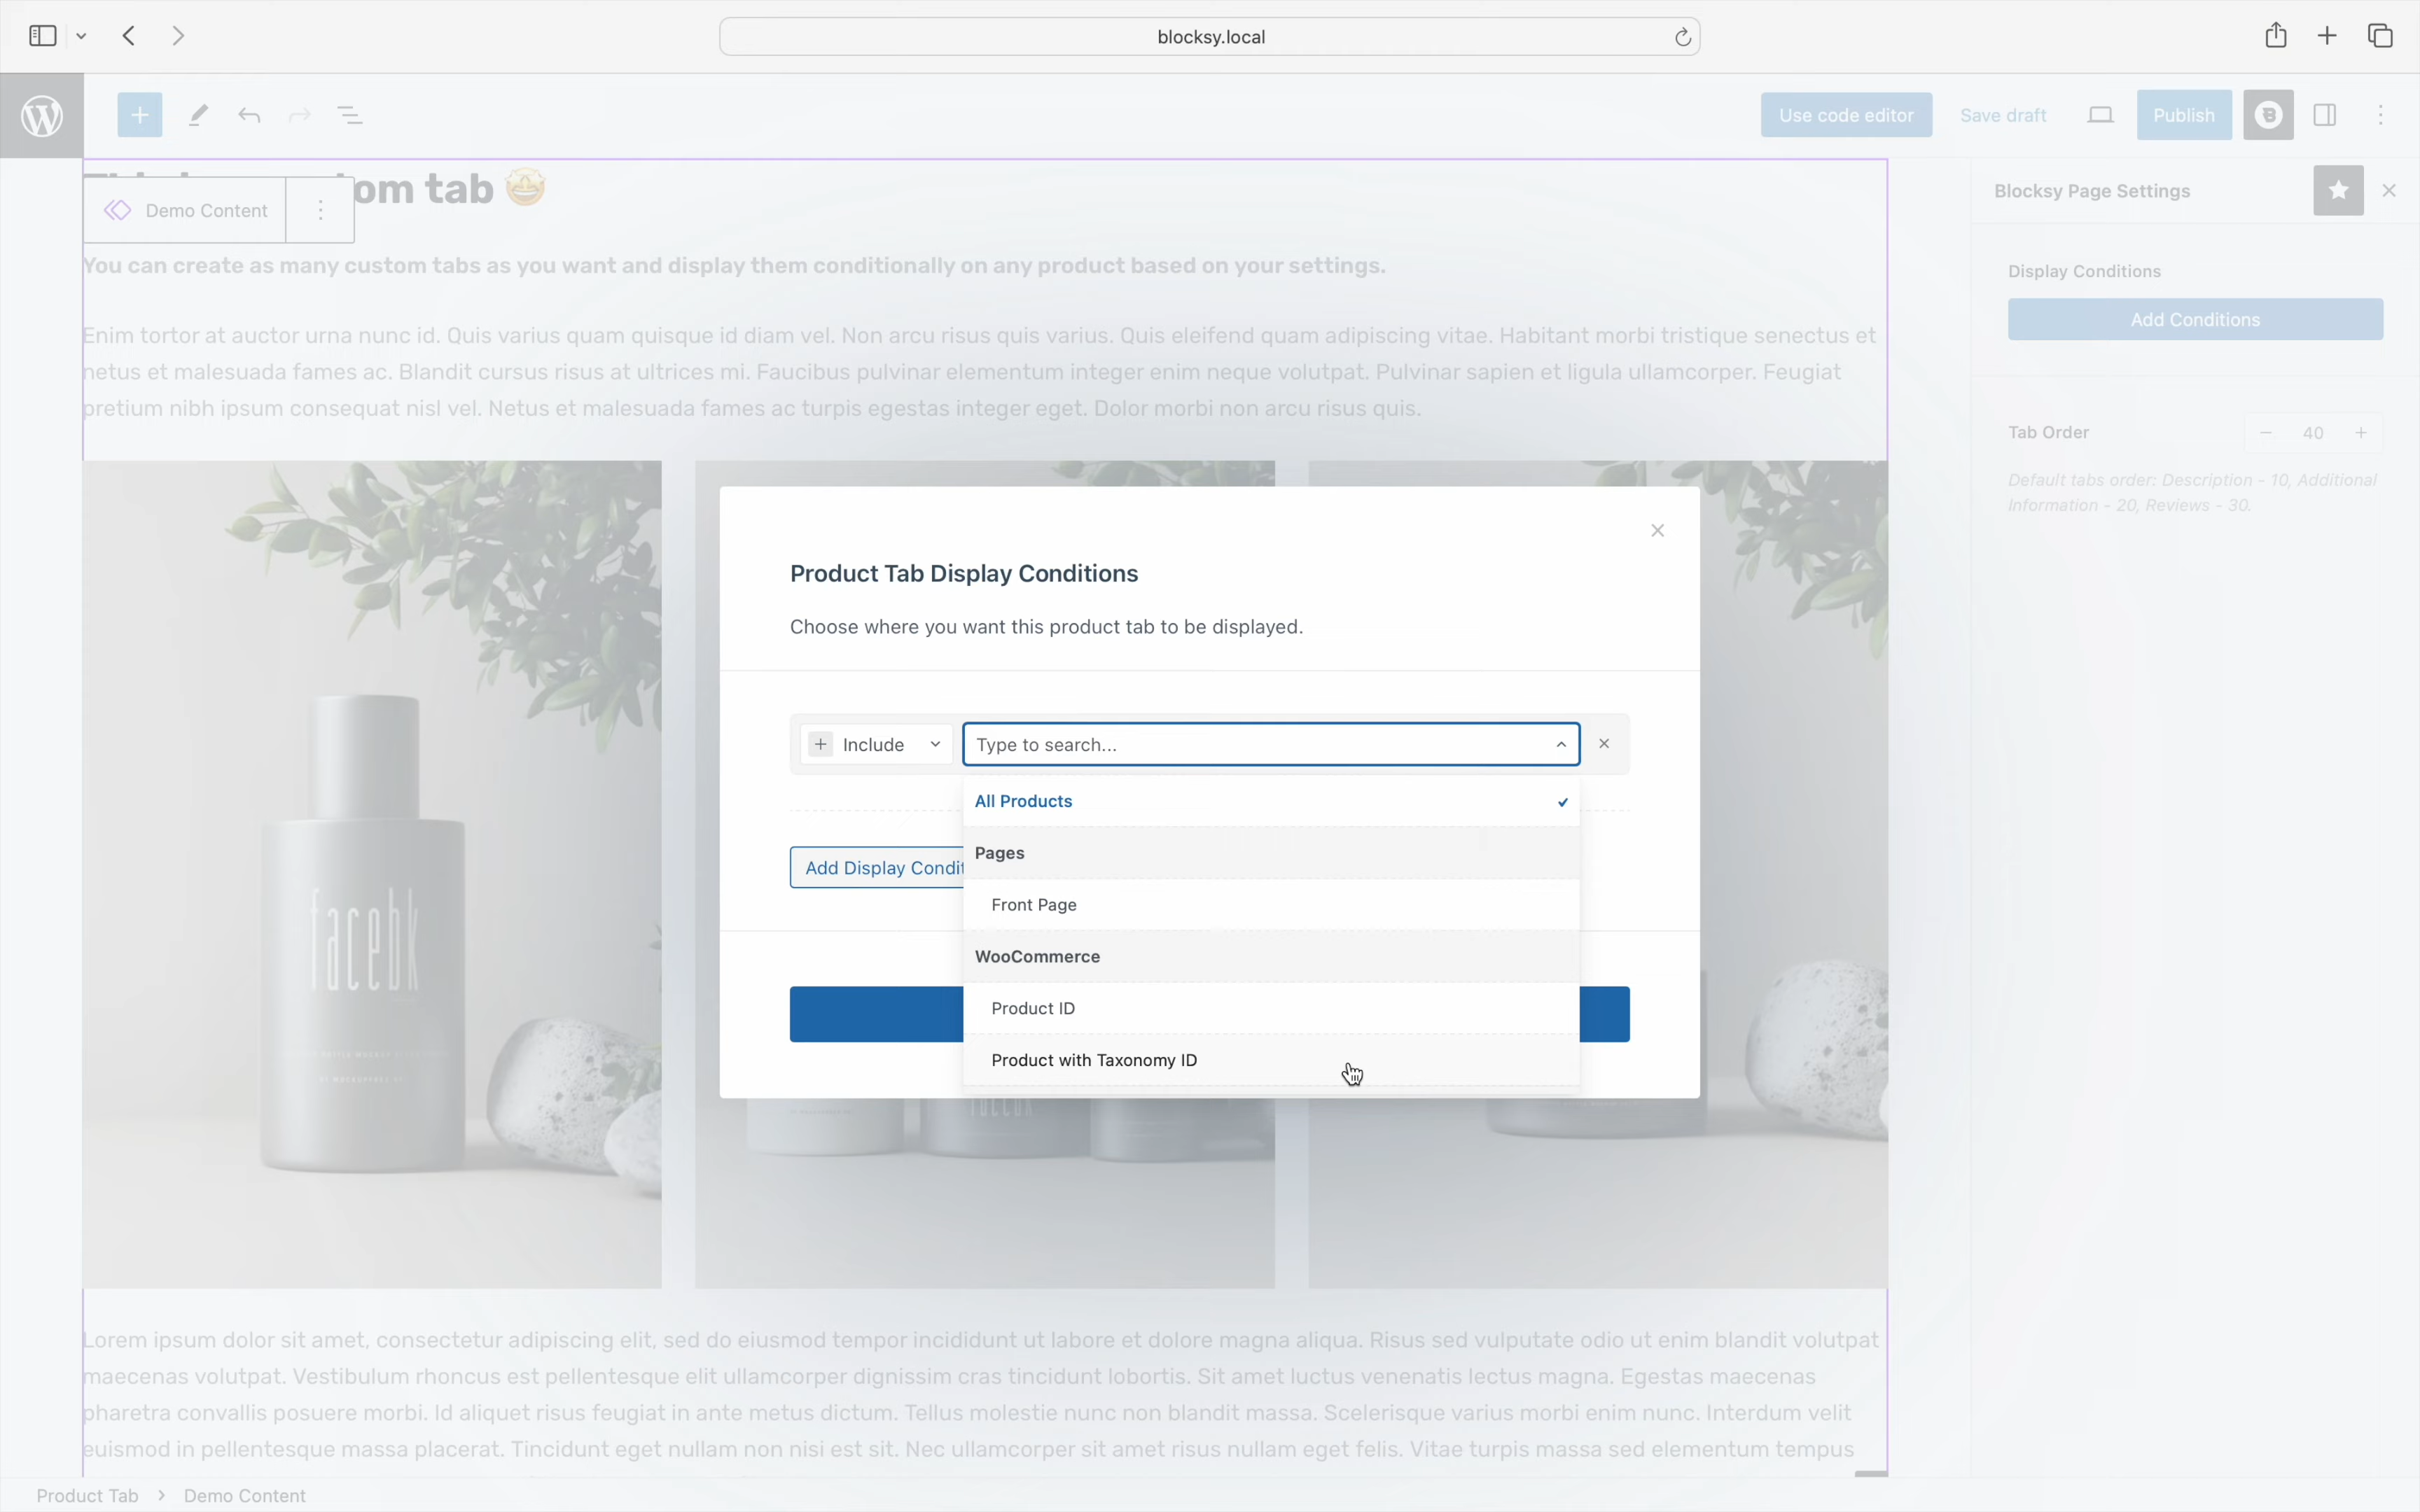 blocksy.local
Use code editor
Save draft
Publish
om tab 🤩
Demo Content
You can create as many custom tabs as you want and display them conditionally on any product based on your settings.
Enim tortor at auctor urna nunc id. Quis varius quam quisque id diam vel. Non arcu risus quis varius. Quis eleifend quam adipiscing vitae. Habitant morbi tristique senectus et
netus et malesuada fames ac. Blandit cursus risus at ultrices mi. Faucibus pulvinar elementum integer enim neque volutpat. Pulvinar sapien et ligula ullamcorper. Feugiat
pretium nibh ipsum consequat nisl vel. Netus et malesuada fames ac turpis egestas integer eget. Dolor morbi non arcu risus quis.
Blocksy Page Settings
Display Conditions
Add Conditions
Tab Order
40
Default tabs order: Description - 10, Additional
Information - 20, Reviews - 30.
Product Tab Display Conditions
Choose where you want this product tab to be displayed.
Include
Type to search...
All Products
Pages
Add Display Condit
Front Page
WooCommerce
Product ID
Product with Taxonomy ID
facebk
Lorem ipsum dolor sit amet, consectetur adipiscing elit, sed do eiusmod tempor incididunt ut labore et dolore magna aliqua. Risus sed vulputate odio ut enim blandit volutpat
maecenas volutpat. Vestibulum rhoncus est pellentesque elit ullamcorper dignissim cras tincidunt lobortis. Sit amet luctus venenatis lectus magna. Egestas maecenas
pharetra convallis posuere morbi. Id aliquet risus feugiat in ante metus dictum. Tellus molestie nunc non blandit massa. Scelerisque varius morbi enim nunc. Interdum velit
euismod in pellentesque massa placerat. Tincidunt eget nullam non nisi est sit. Nec ullamcorper sit amet risus nullam eget felis. Vitae turpis massa sed elementum tempus
Product Tab
Demo Content